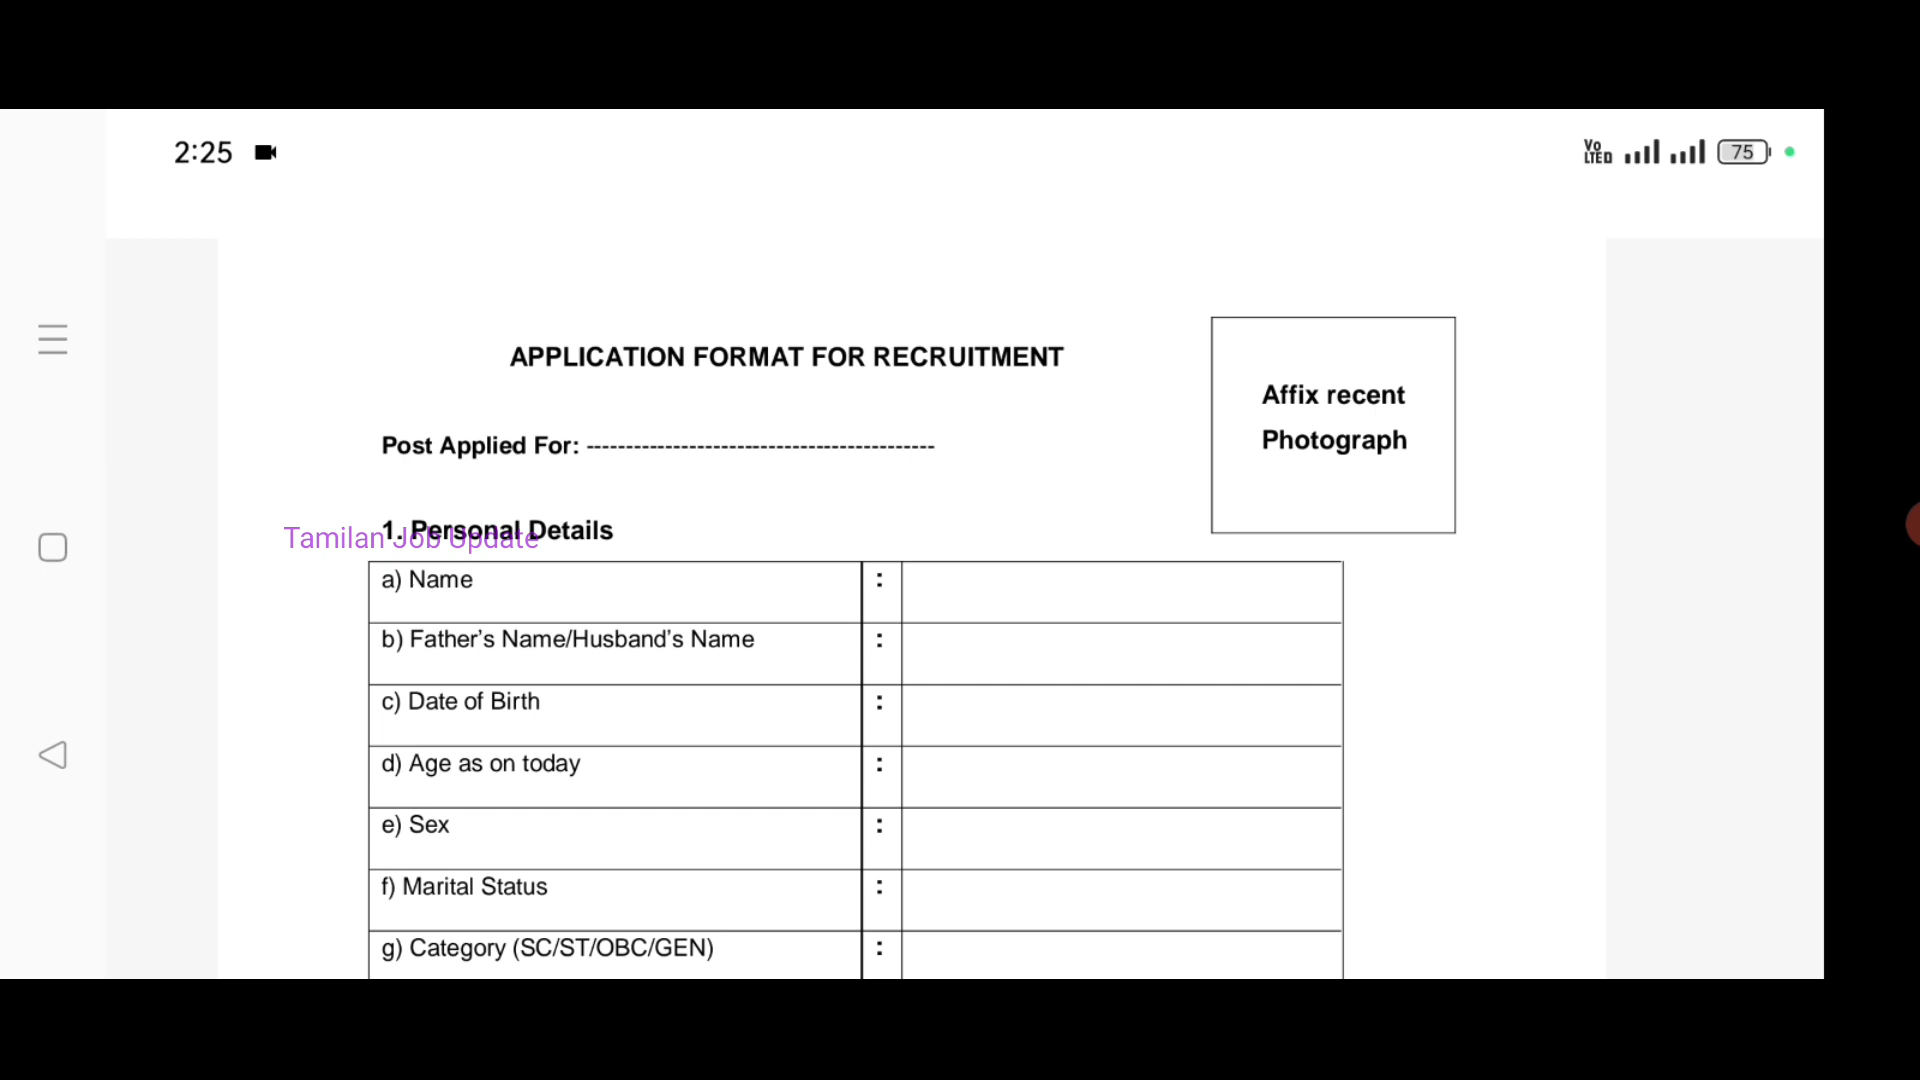 2:25
Vo
LTE D
75
APPLICATION FORMAT FOR RECRUITMENT
Affix recent
Photograph
Post Applied For: --------------------------------------------
1. Personal Details
Tamilan Job Update
a) Name :
b) Father’s Name/Husband’s Name :
c) Date of Birth :
d) Age as on today :
e) Sex :
f) Marital Status :
g) Category (SC/ST/OBC/GEN) :